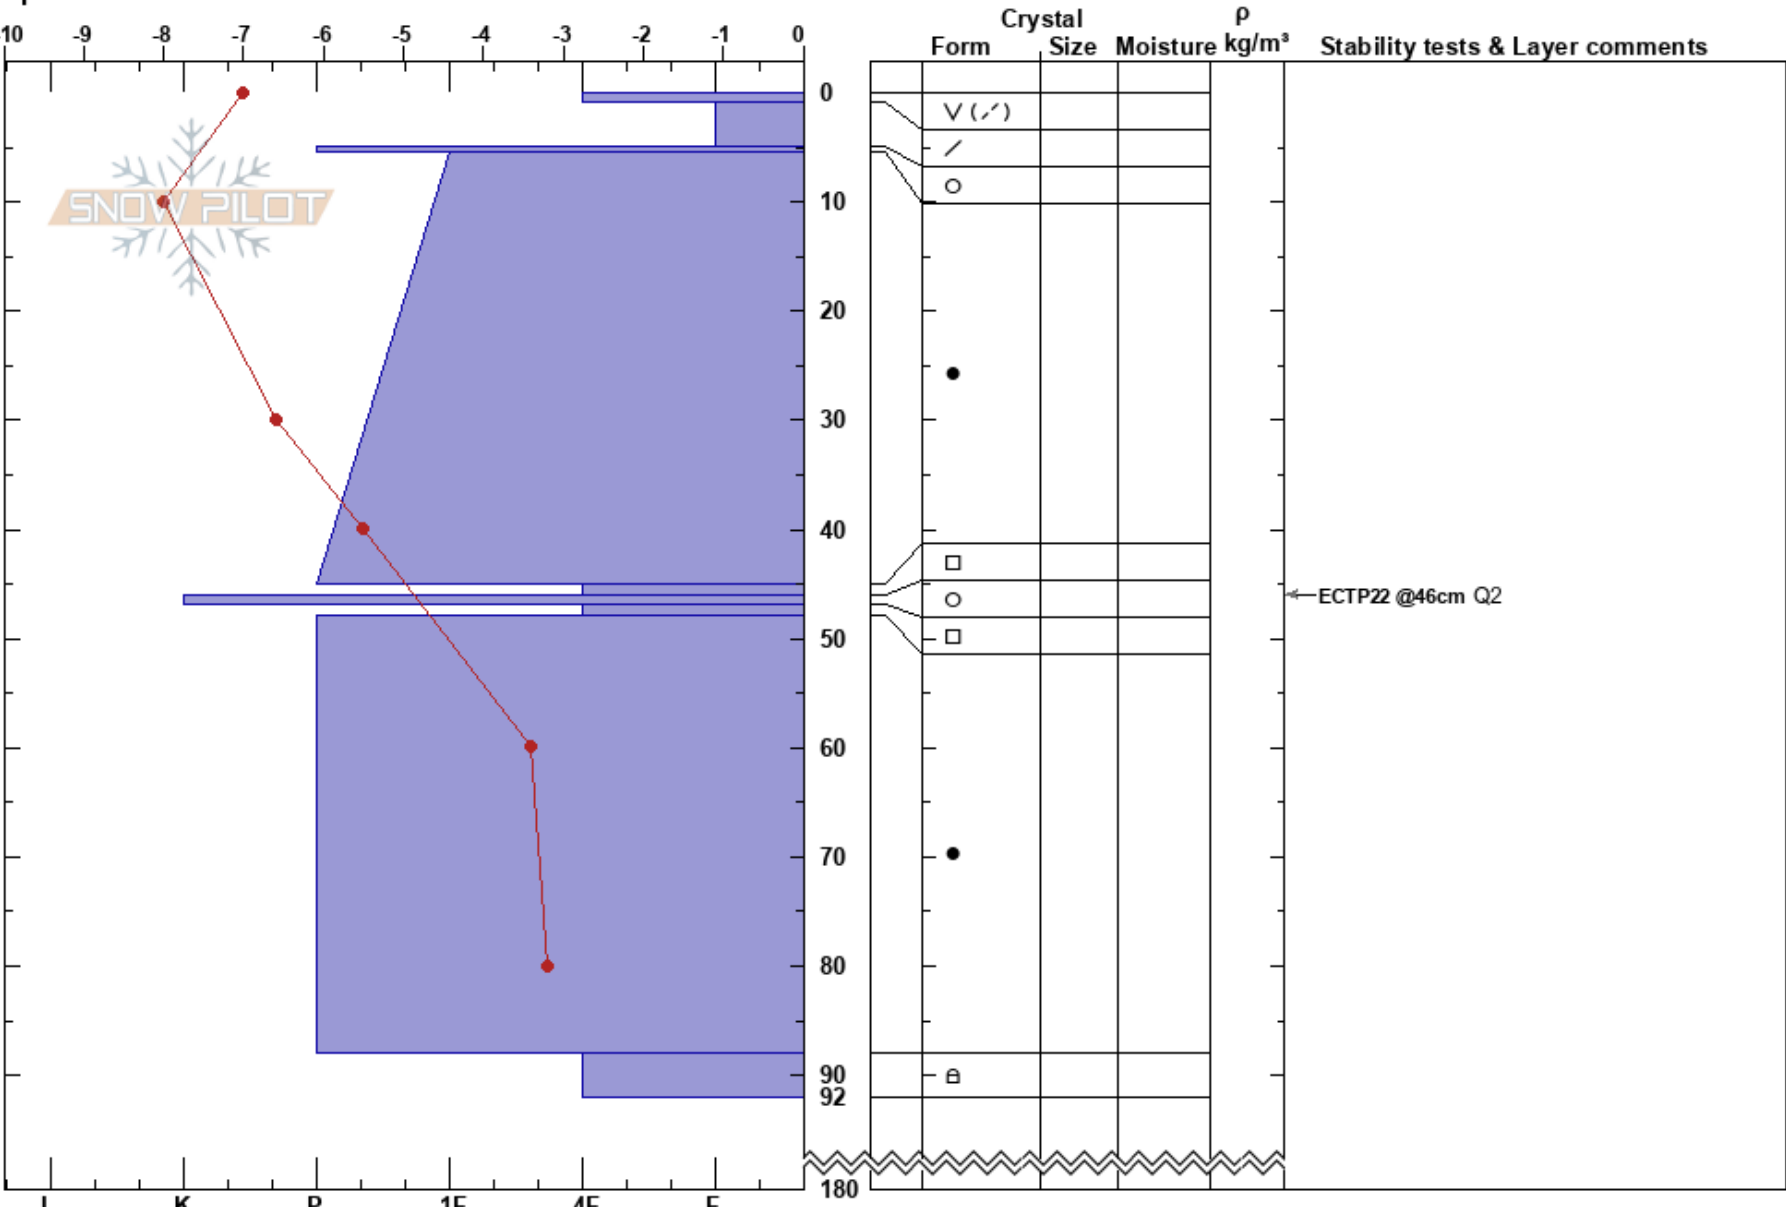 Crystal ρ
-10 -9 -8 -7 -6 -5 -4 -3 -2 -1 0 Form Size Moisture kg/m³ Stability tests & Layer comments
0
10
SNOW PILOT
20
30
40
ECTP22 @46cm Q2
50
60
70
80
90
92
180
I K P 1F 4F F